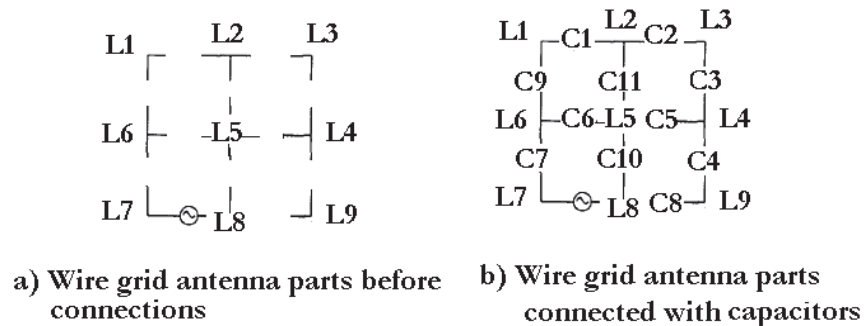 L1 L2 L3
L6 L5 L4
L7 L8 L9
a) Wire grid antenna parts before
connections
L1 C1 L2 C2 L3
C9 C11 C3
L6 C6 L5 C5 L4
C7 C10 C4
L7 L8 C8 L9
b) Wire grid antenna parts
connected with capacitors